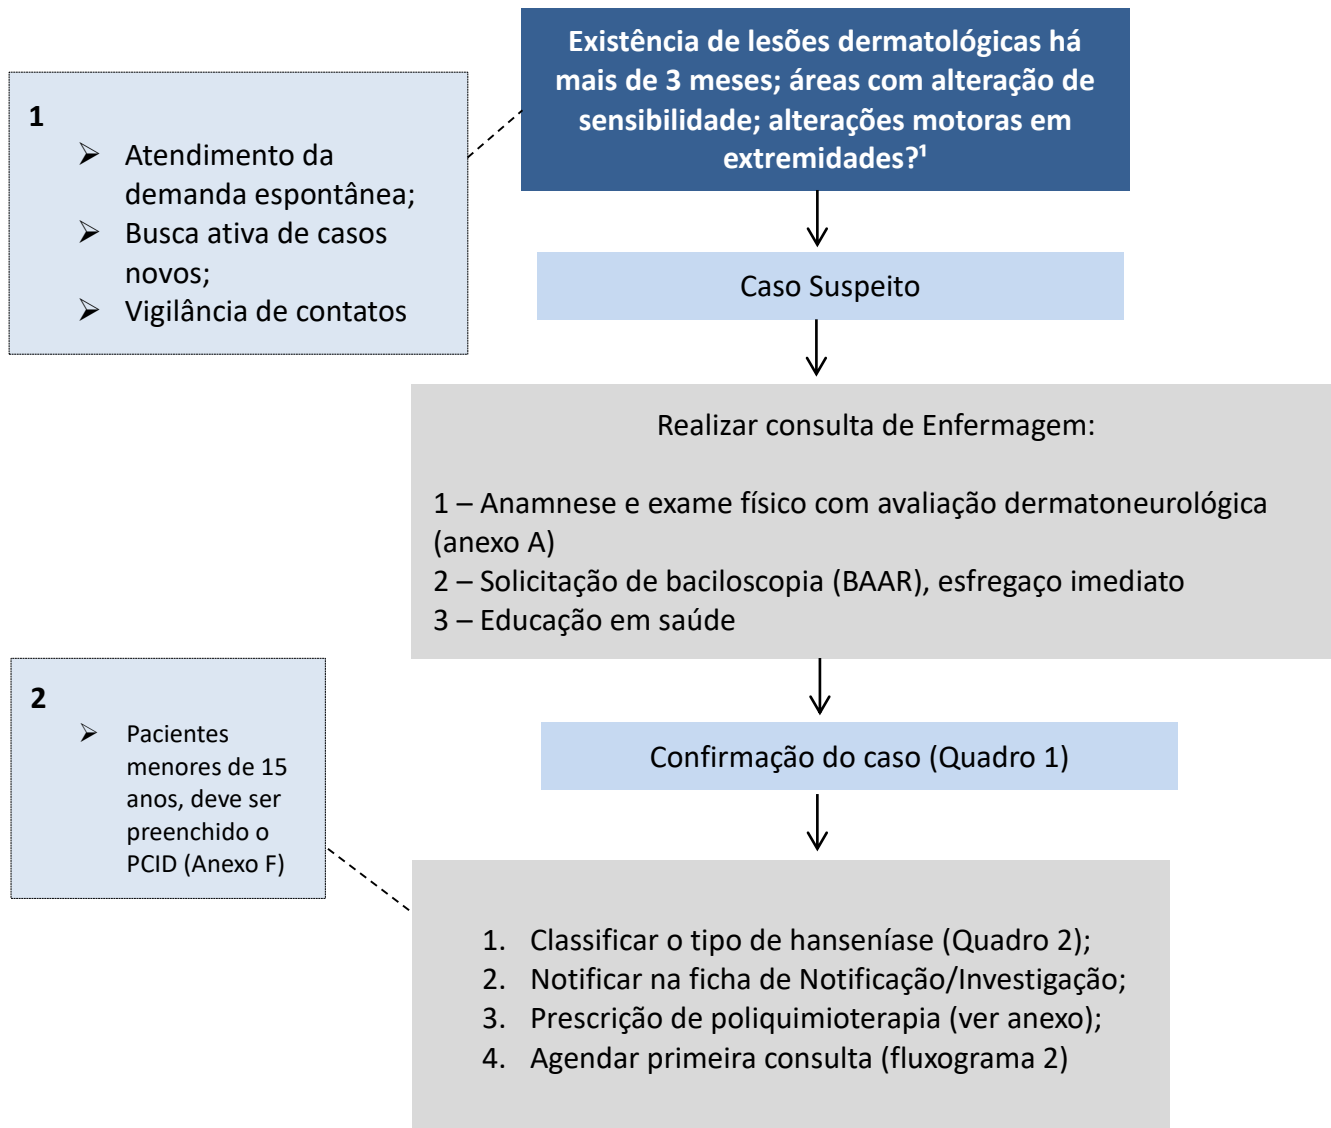 Existência de lesões dermatológicas há
mais de 3 meses; áreas com alteração de
sensibilidade; alterações motoras em
extremidades?¹
1
➢ Atendimento da
demanda espontânea;
➢ Busca ativa de casos
novos;
➢ Vigilância de contatos
Caso Suspeito
Realizar consulta de Enfermagem:
1 – Anamnese e exame físico com avaliação dermatoneurológica
(anexo A)
2 – Solicitação de baciloscopia (BAAR), esfregaço imediato
3 – Educação em saúde
Confirmação do caso (Quadro 1)
2
➢ Pacientes
menores de 15
anos, deve ser
preenchido o
PCID (Anexo F)
1. Classificar o tipo de hanseníase (Quadro 2);
2. Notificar na ficha de Notificação/Investigação;
3. Prescrição de poliquimioterapia (ver anexo);
4. Agendar primeira consulta (fluxograma 2)